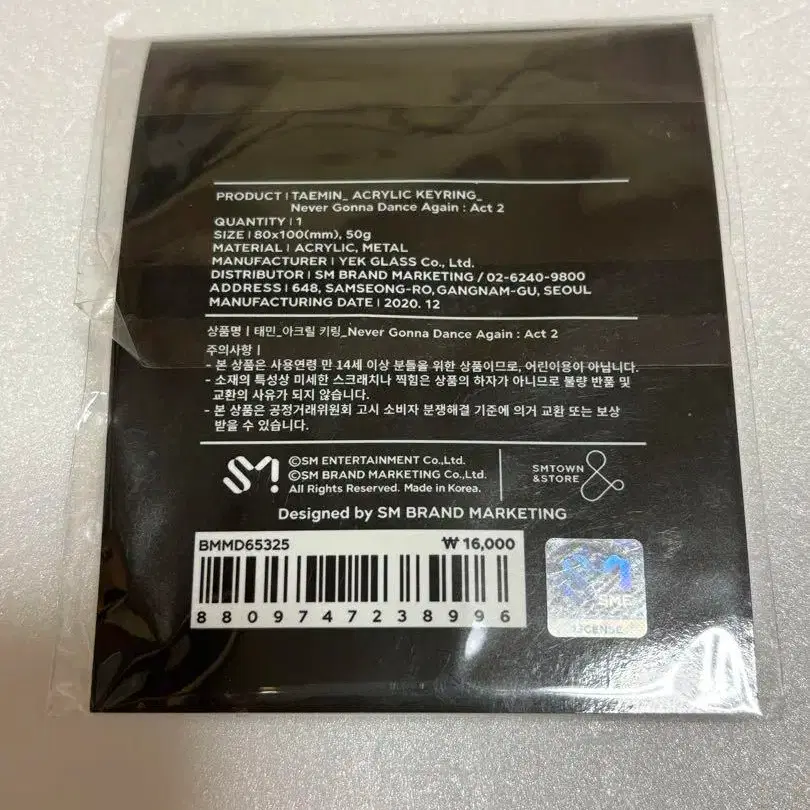 PRODUCT | TAEMIN_ ACRYLIC KEYRING_
Never Gonna Dance Again : Act 2
QUANTITY | 1
SIZE | 80x100(mm), 50g
MATERIAL | ACRYLIC, METAL
MANUFACTURER | YEK GLASS Co., Ltd.
DISTRIBUTOR | SM BRAND MARKETING / 02-6240-9800
ADDRESS | 648, SAMSEONG-RO, GANGNAM-GU, SEOUL
MANUFACTURING DATE | 2020. 12
상품명 | 태민_아크릴 키링_Never Gonna Dance Again : Act 2
주의사항 |
- 본 상품은 사용연령 만 14세 이상 분들을 위한 상품이므로, 어린이용이 아닙니다.
- 소재의 특성상 미세한 스크래치나 찍힘은 상품의 하자가 아니므로 불량 반품 및
교환의 사유가 되지 않습니다.
- 본 상품은 공정거래위원회 고시 소비자 분쟁해결 기준에 의거 교환 또는 보상
받을 수 있습니다.
SM
©SM ENTERTAINMENT Co.,Ltd.
©SM BRAND MARKETING Co.,Ltd.
All Rights Reserved. Made in Korea.
SMTOWN
&STORE
&
Designed by SM BRAND MARKETING
BMMD65325 ₩ 16,000
8809747238996
SM
SME
LICENSE